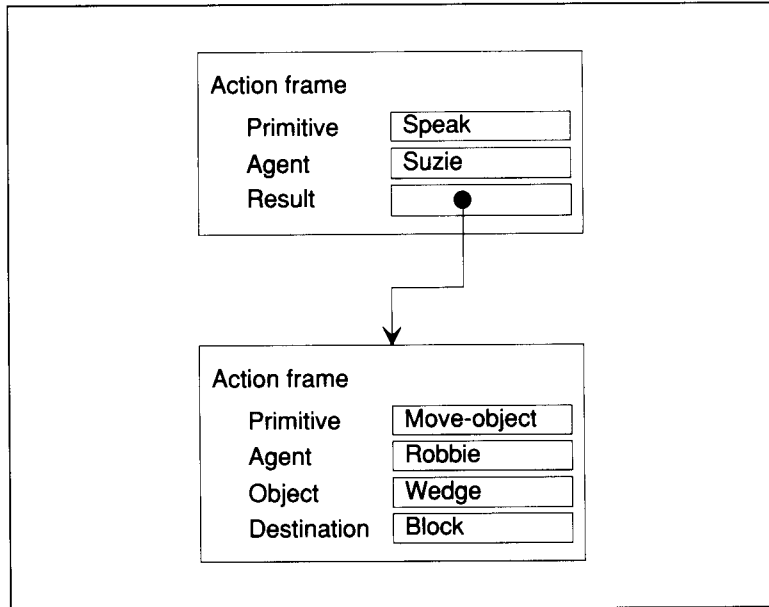 Action frame
Primitive Speak
Agent Suzie
Result
Action frame
Primitive Move-object
Agent Robbie
Object Wedge
Destination Block